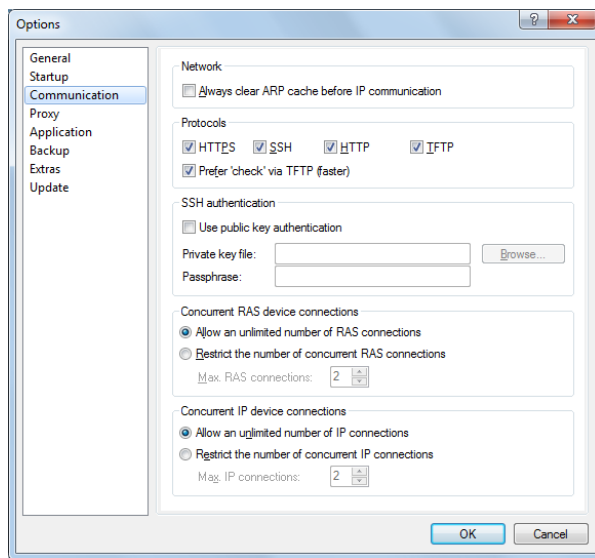 Options
General
Startup
Communication
Proxy
Application
Backup
Extras
Update
Network
Always clear ARP cache before IP communication
Protocols
HTTPS SSH HTTP TFTP
Prefer 'check' via TFTP (faster)
SSH authentication
Use public key authentication
Private key file: Browse...
Passphrase:
Concurrent RAS device connections
Allow an unlimited number of RAS connections
Restrict the number of concurrent RAS connections
Max. RAS connections: 2
Concurrent IP device connections
Allow an unlimited number of IP connections
Restrict the number of concurrent IP connections
Max. IP connections: 2
OK Cancel